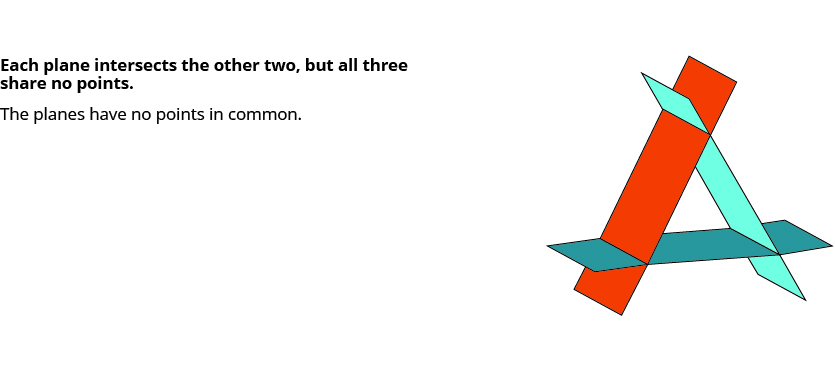 Each plane intersects the other two, but all three
share no points.
The planes have no points in common.